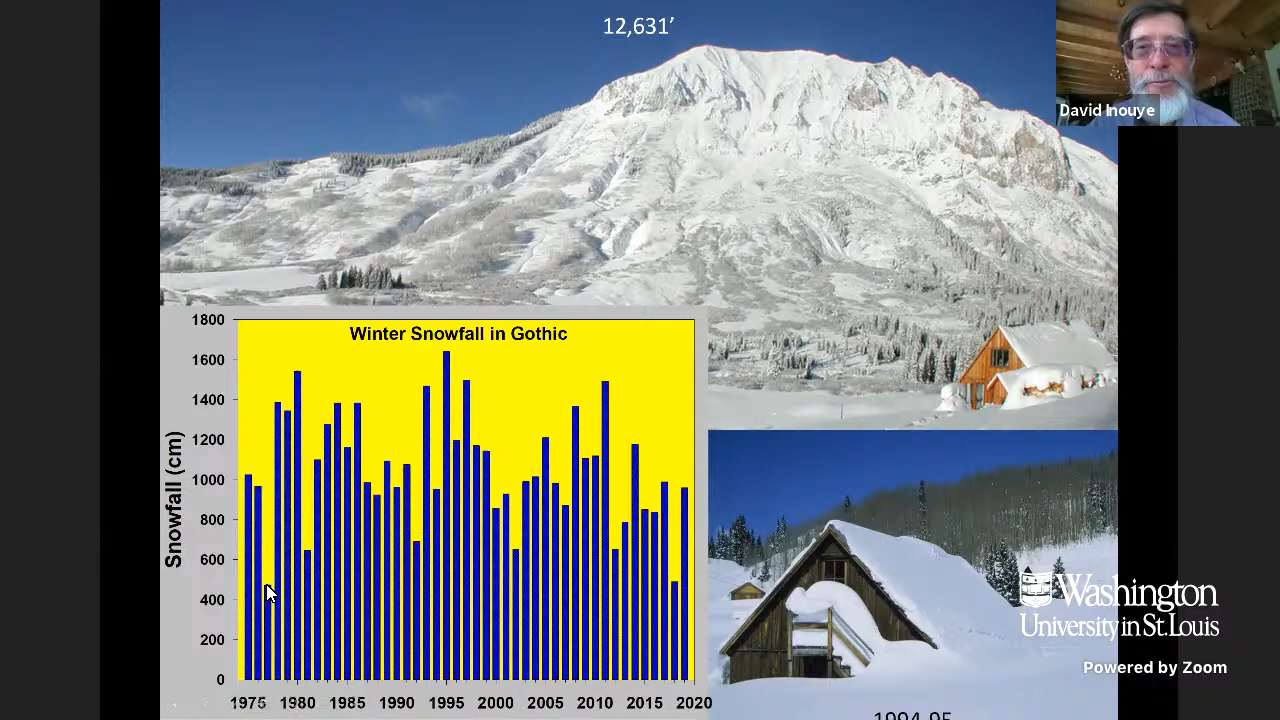 12,631′
David Inouye
Winter Snowfall in Gothic
Snowfall (cm)
1800
1600
1400
1200
1000
800
600
400
200
0
1975 1980 1985 1990 1995 2000 2005 2010 2015 2020
1994-95
Washington
University in St. Louis
Powered by Zoom